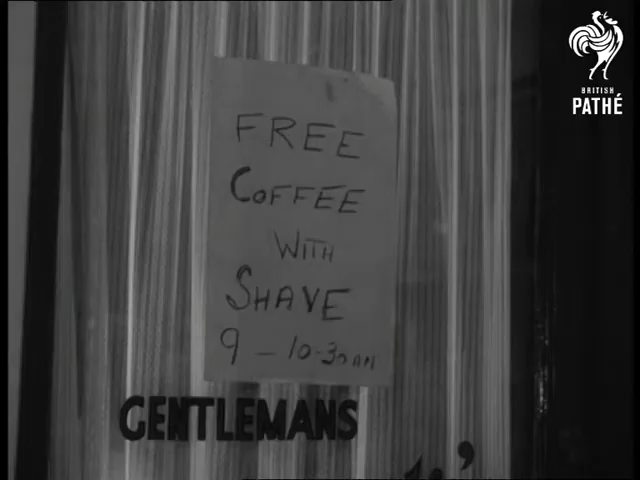 BRITISH
PATHÉ
FREE
COFFEE
WITH
SHAVE
9 - 10.30 AM
GENTLEMANS